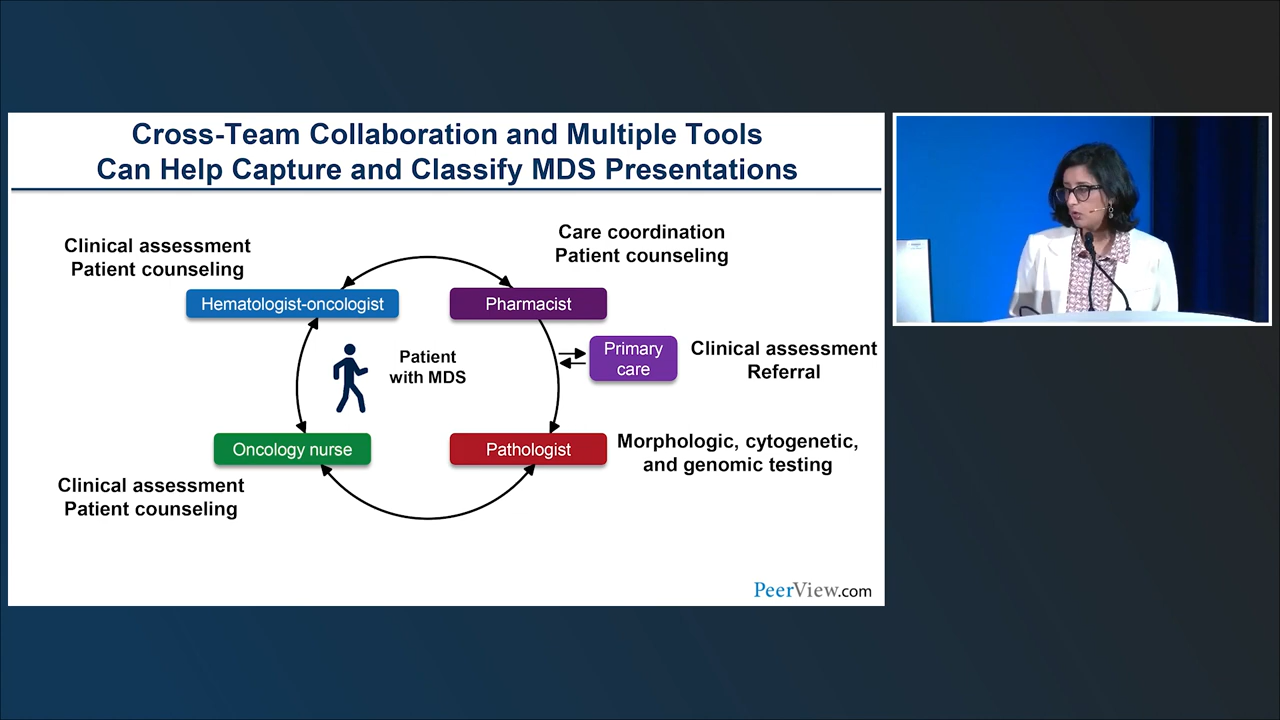 Cross-Team Collaboration and Multiple Tools
Can Help Capture and Classify MDS Presentations
Clinical assessment
Patient counseling
Care coordination
Patient counseling
Hematologist-oncologist
Pharmacist
Patient
with MDS
Primary
care
Clinical assessment
Referral
Oncology nurse
Pathologist
Morphologic, cytogenetic,
and genomic testing
Clinical assessment
Patient counseling
PeerView.com